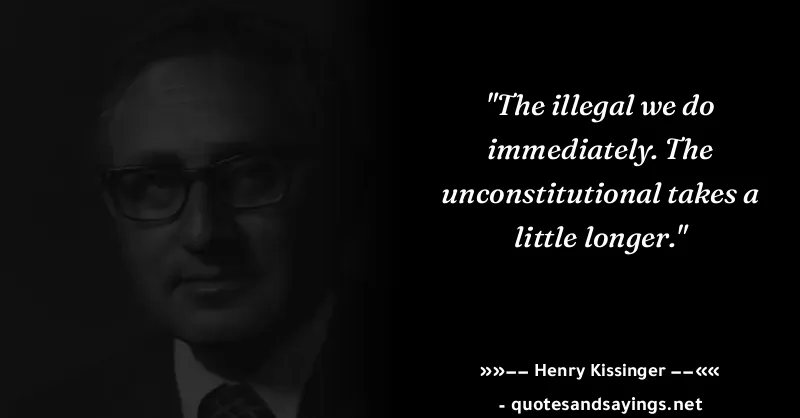 "The illegal we do
immediately. The
unconstitutional takes a
little longer."
»»−− Henry Kissinger −−««
- quotesandsayings.net